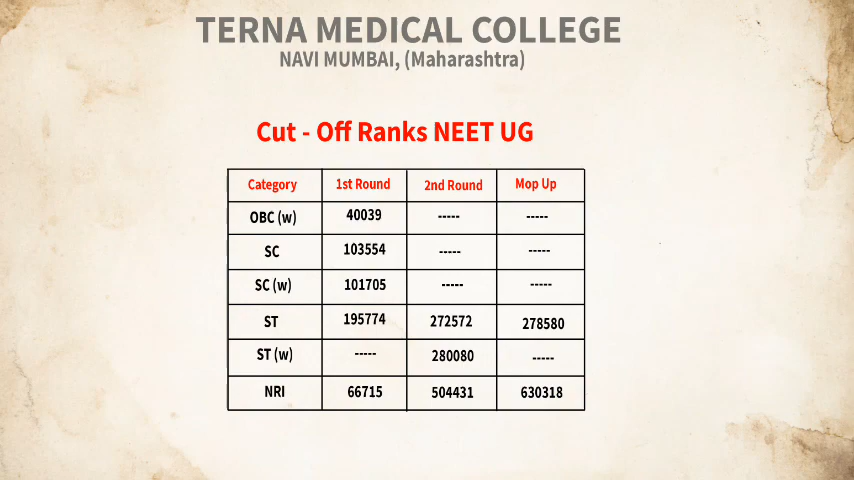 TERNA MEDICAL COLLEGE
NAVI MUMBAI, (Maharashtra)
Cut - Off Ranks NEET UG
Category 1st Round 2nd Round Mop Up
OBC (w) 40039 ----- -----
SC 103554 ----- -----
SC (w) 101705 ----- -----
ST 195774 272572 278580
ST (w) ----- 280080 -----
NRI 66715 504431 630318